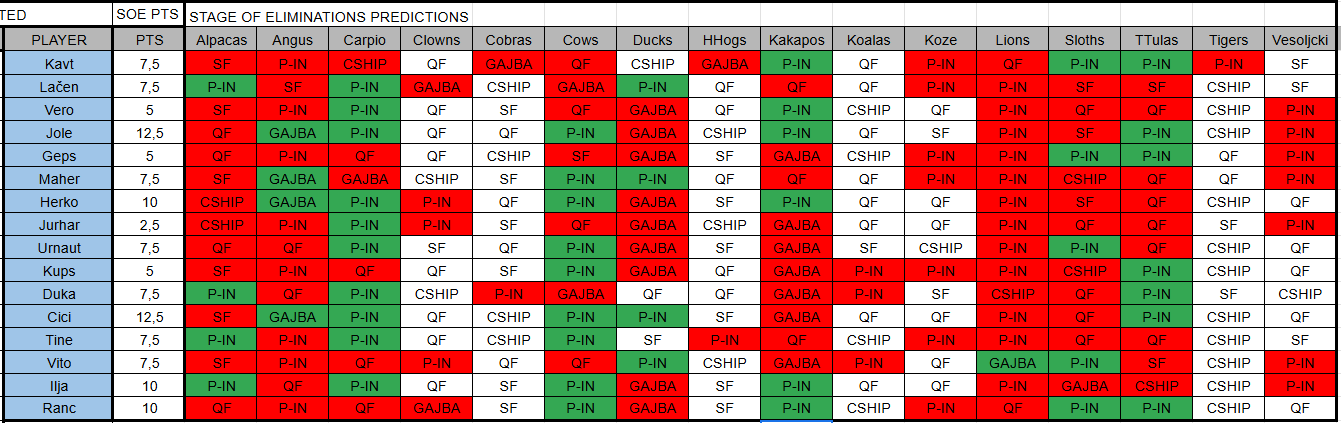 TED SOE PTS STAGE OF ELIMINATIONS PREDICTIONS
PLAYER PTS Alpacas Angus Carpio Clowns Cobras Cows Ducks HHogs Kakapos Koalas Koze Lions Sloths TTulas Tigers Vesoljcki
Kavt 7,5 SF P-IN CSHIP QF GAJBA QF CSHIP GAJBA P-IN QF P-IN QF P-IN P-IN P-IN SF
Lačen 7,5 P-IN SF P-IN GAJBA CSHIP GAJBA P-IN QF QF QF P-IN P-IN SF SF CSHIP SF
Vero 5 SF P-IN P-IN QF SF QF GAJBA QF P-IN CSHIP QF P-IN QF QF CSHIP P-IN
Jole 12,5 QF GAJBA P-IN QF QF P-IN GAJBA CSHIP P-IN QF SF P-IN SF P-IN CSHIP P-IN
Geps 5 QF P-IN QF QF CSHIP SF GAJBA SF GAJBA CSHIP P-IN P-IN P-IN P-IN QF P-IN
Maher 7,5 SF GAJBA GAJBA CSHIP SF P-IN P-IN QF QF QF P-IN P-IN CSHIP QF QF P-IN
Herko 10 CSHIP GAJBA P-IN P-IN QF P-IN GAJBA SF P-IN QF QF P-IN SF QF CSHIP QF
Jurhar 2,5 CSHIP P-IN P-IN P-IN SF QF GAJBA CSHIP GAJBA QF QF P-IN QF QF SF P-IN
Urnaut 7,5 QF QF P-IN SF QF P-IN GAJBA SF GAJBA SF CSHIP P-IN P-IN QF CSHIP QF
Kups 5 SF P-IN QF QF SF P-IN GAJBA QF GAJBA P-IN P-IN P-IN CSHIP P-IN CSHIP QF
Duka 7,5 P-IN QF P-IN CSHIP P-IN GAJBA QF QF GAJBA P-IN SF CSHIP QF P-IN SF CSHIP
Cici 12,5 SF GAJBA P-IN QF CSHIP P-IN P-IN SF GAJBA QF QF P-IN QF P-IN CSHIP QF
Tine 7,5 P-IN P-IN P-IN QF CSHIP P-IN SF P-IN QF CSHIP P-IN P-IN QF QF CSHIP SF
Vito 7,5 SF P-IN QF P-IN QF QF P-IN CSHIP GAJBA P-IN QF GAJBA P-IN SF CSHIP P-IN
Ilja 10 P-IN QF P-IN QF SF P-IN GAJBA SF P-IN QF QF P-IN GAJBA CSHIP CSHIP P-IN
Ranc 10 QF P-IN QF GAJBA SF P-IN GAJBA SF P-IN CSHIP P-IN QF P-IN P-IN CSHIP QF